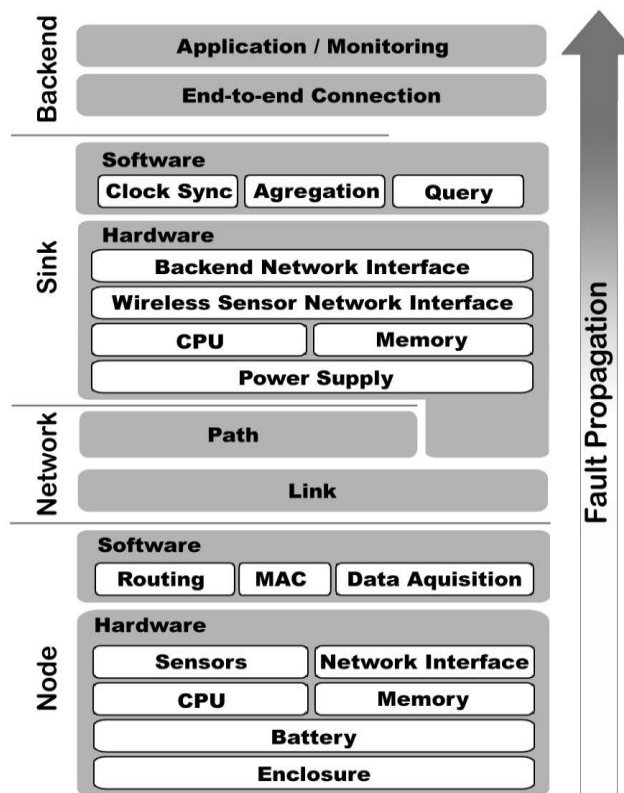 Backend
Application / Monitoring
End-to-end Connection
Sink
Software
Clock Sync
Agregation
Query
Hardware
Backend Network Interface
Wireless Sensor Network Interface
CPU
Memory
Power Supply
Network
Path
Link
Node
Software
Routing
MAC
Data Aquisition
Hardware
Sensors
Network Interface
CPU
Memory
Battery
Enclosure
Fault Propagation